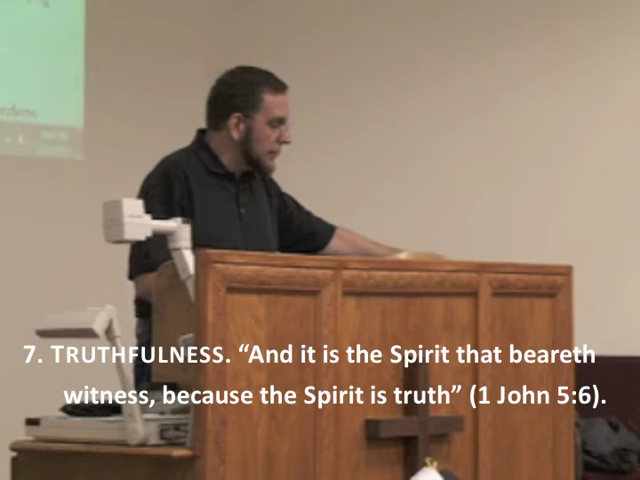 7. TRUTHFULNESS. “And it is the Spirit that beareth
witness, because the Spirit is truth” (1 John 5:6).